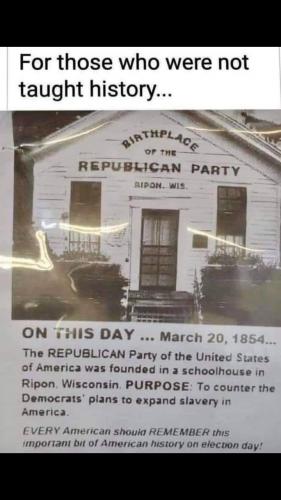 For those who were not
taught history...
BIRTHPLACE
OF THE
REPUBLICAN PARTY
RIPON, WIS.
ON THIS DAY ... March 20, 1854...
The REPUBLICAN Party of the United States
of America was founded in a schoolhouse in
Ripon, Wisconsin. PURPOSE: To counter the
Democrats' plans to expand slavery in
America.
EVERY American should REMEMBER this
important bit of American history on election day!